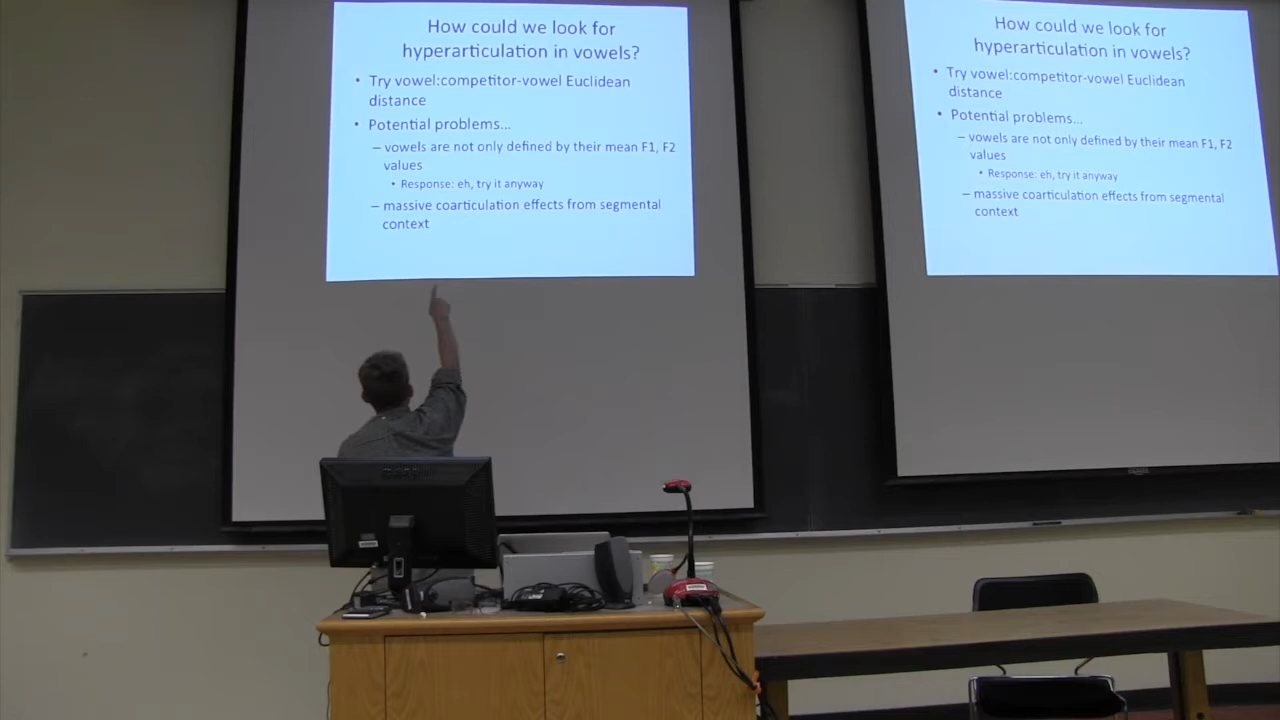 How could we look for
hyperarticulation in vowels?
• Try vowel:competitor-vowel Euclidean
distance
• Potential problems...
– vowels are not only defined by their mean F1, F2
values
• Response: eh, try it anyway
– massive coarticulation effects from segmental
context
How could we look for
hyperarticulation in vowels?
• Try vowel:competitor-vowel Euclidean
distance
• Potential problems...
– vowels are not only defined by their mean F1, F2
values
• Response: eh, try it anyway
– massive coarticulation effects from segmental
context